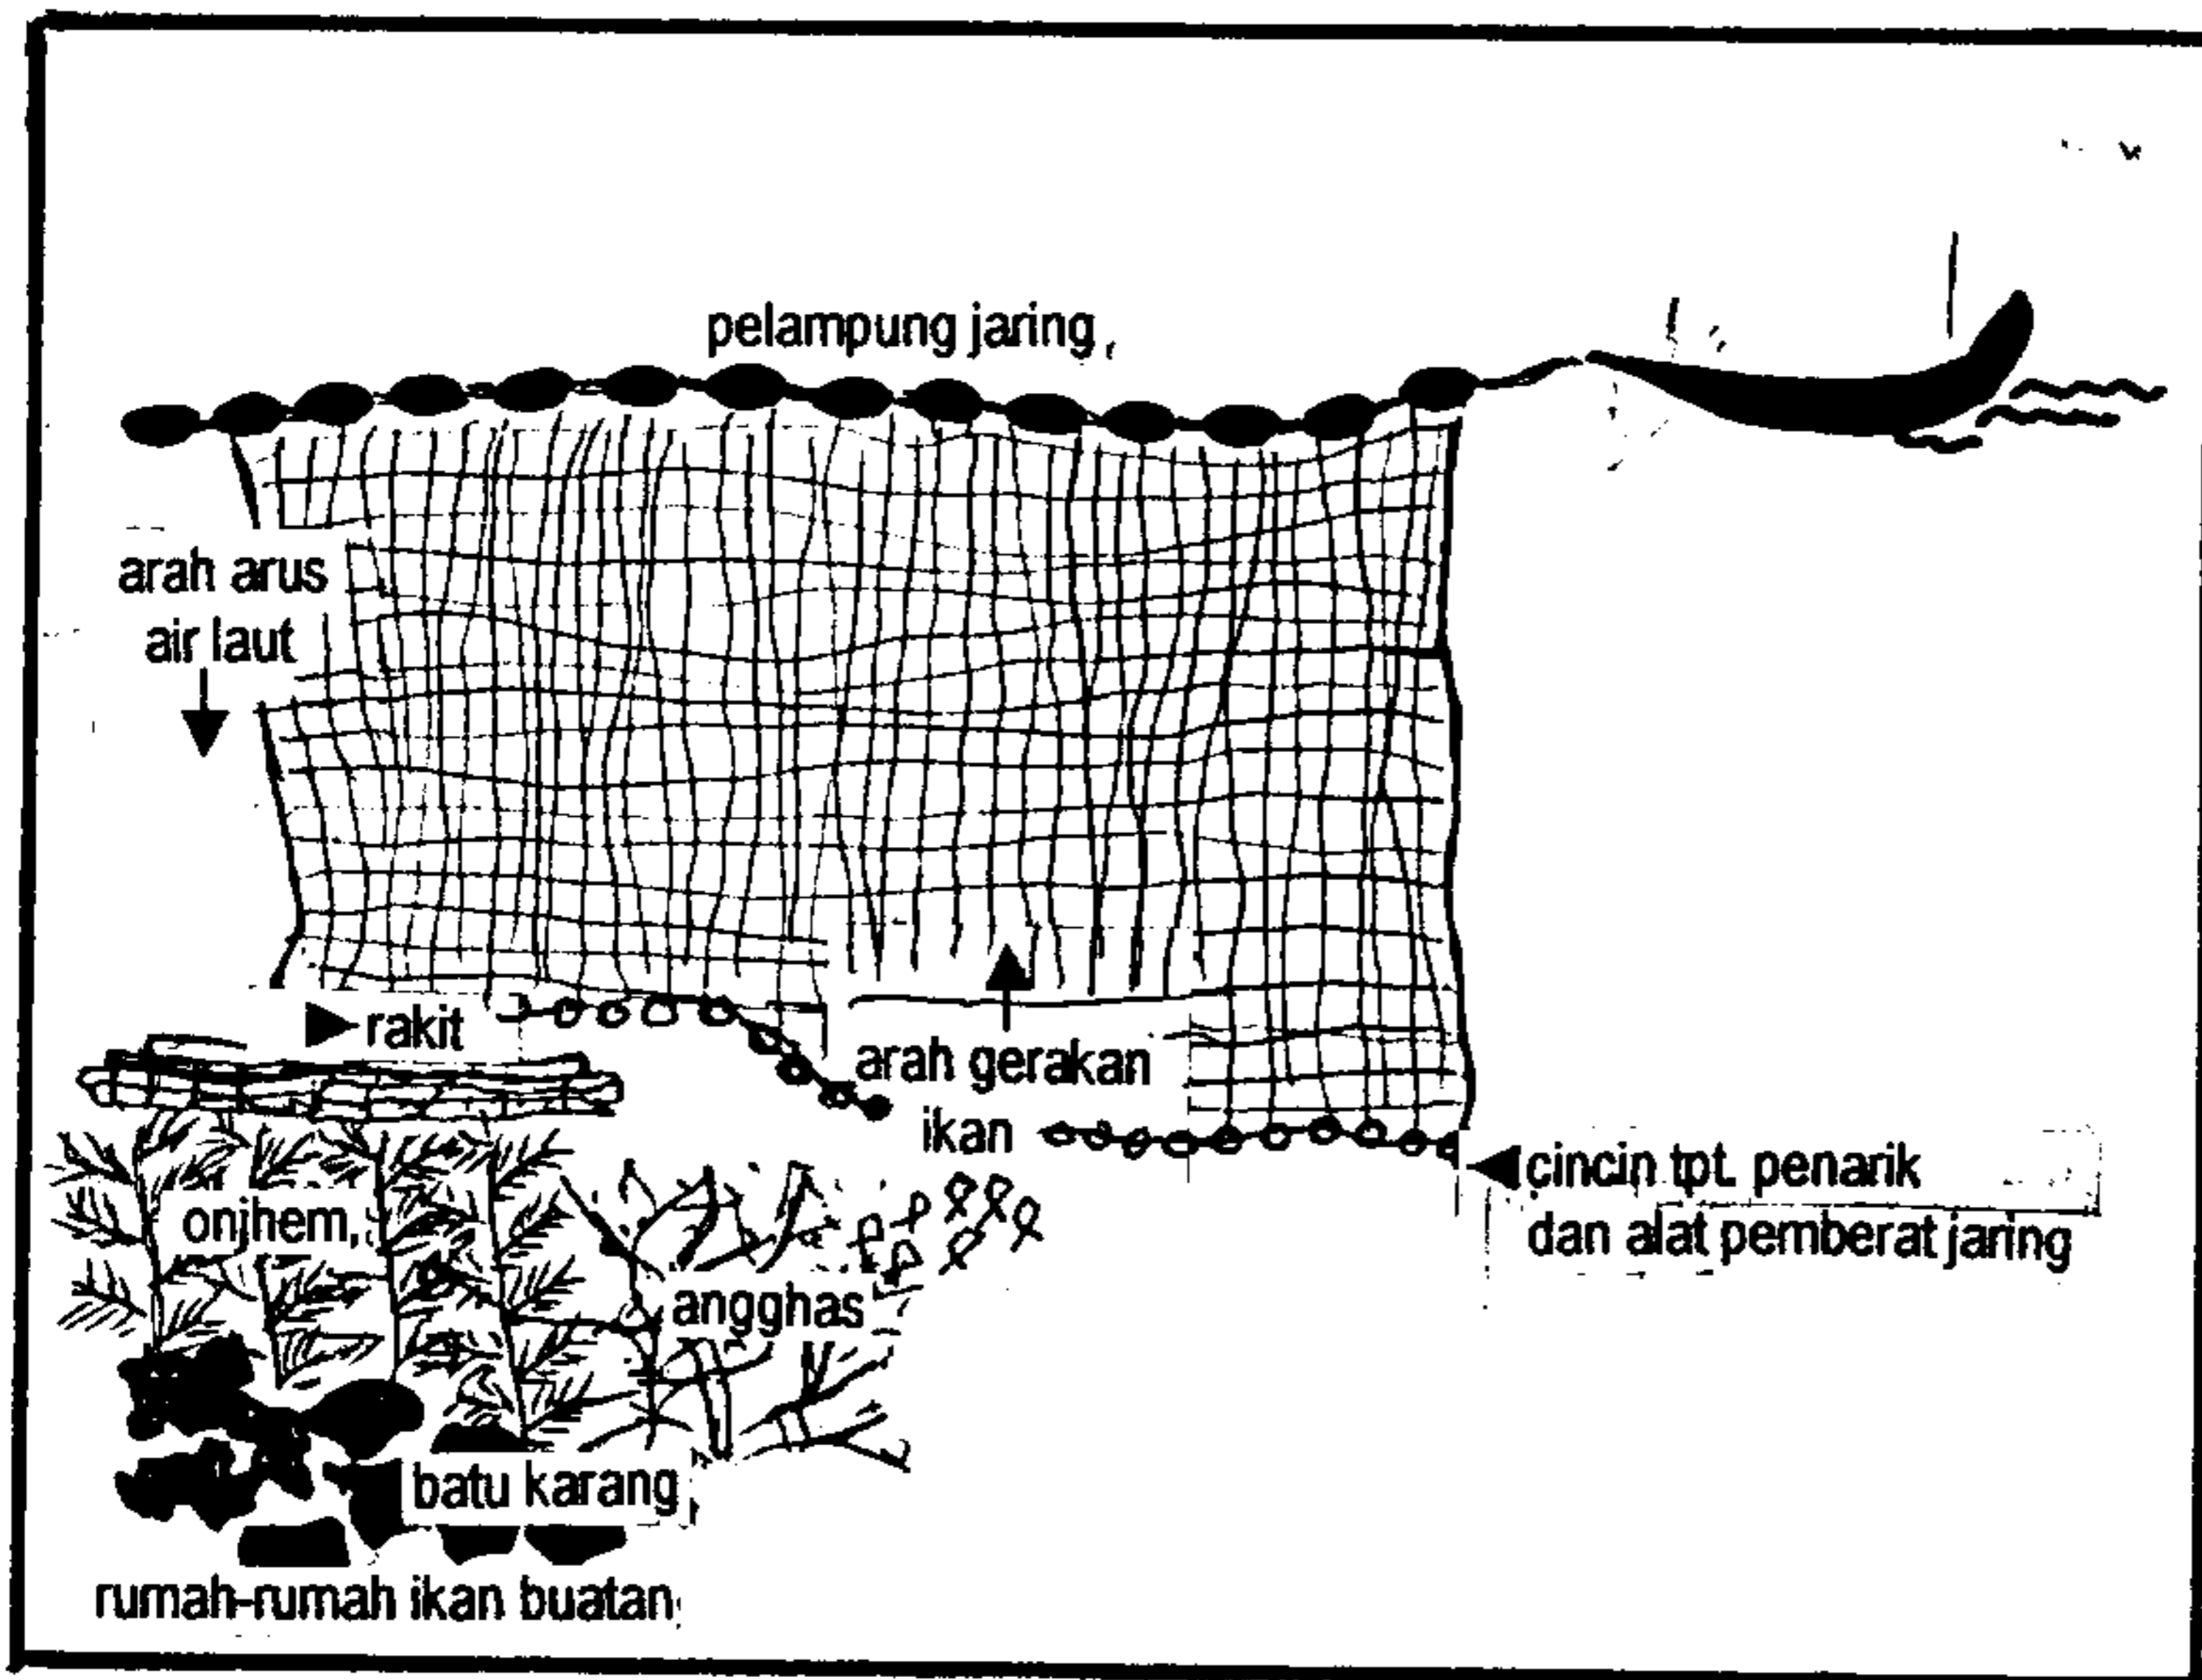 pelampung jaring
arah arus
air laut
rakit
arah gerakan
ikan
cincin tpt. penarik
dan alat pemberat jaring
onjhem,
angghas
batu karang
rumah-rumah ikan buatan